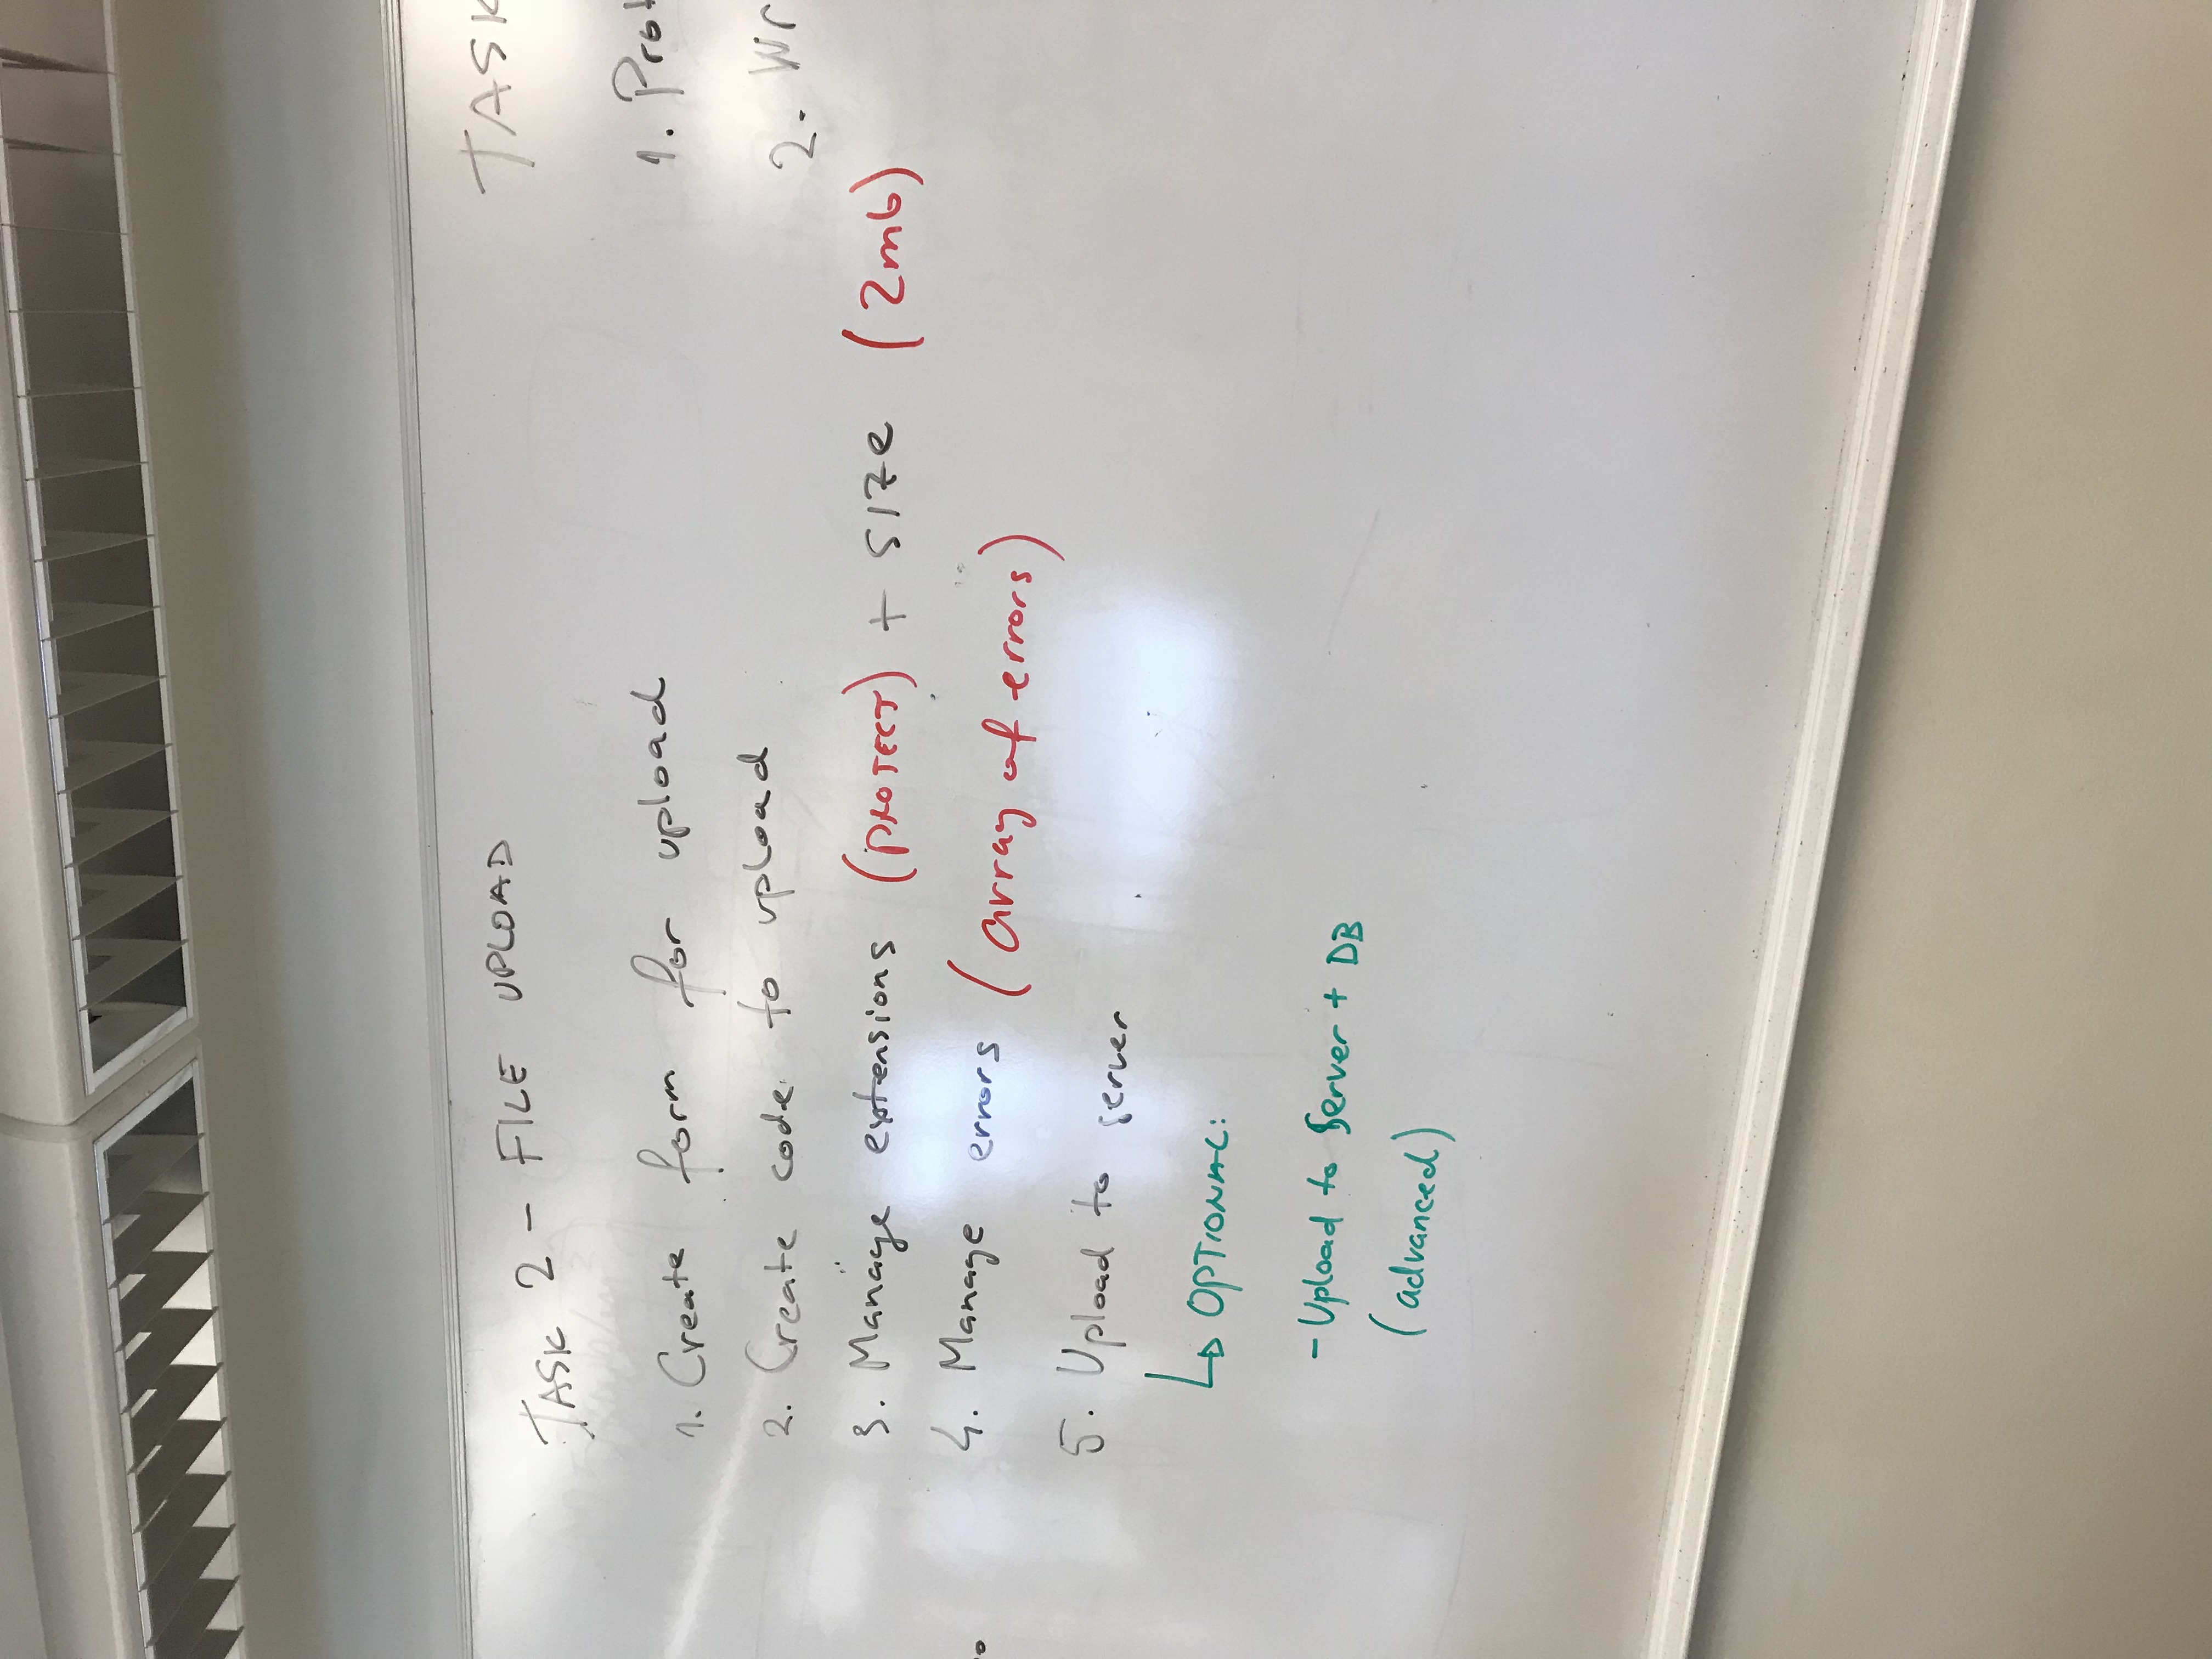 TASK 2 - FILE UPLOAD
1. Create form for upload
2. Create code to upload
3. Manage extensions (PROTECT) + SIZE (2mb)
4. Manage errors (array of errors)
5. Upload to server
↳ OPTIONAL:
- Upload to Server + DB
(advanced)
TASK
1. Prot
2. Wr